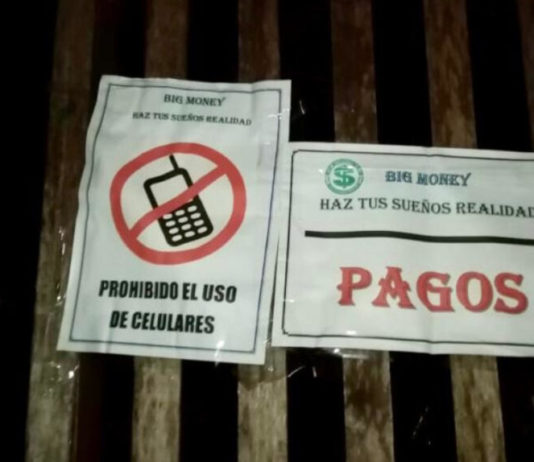 BIG MONEY
HAZ TUS SUEÑOS REALIDAD
PROHIBIDO EL USO
DE CELULARES
$
BIG MONEY
HAZ TUS SUEÑOS REALIDAD
PAGOS